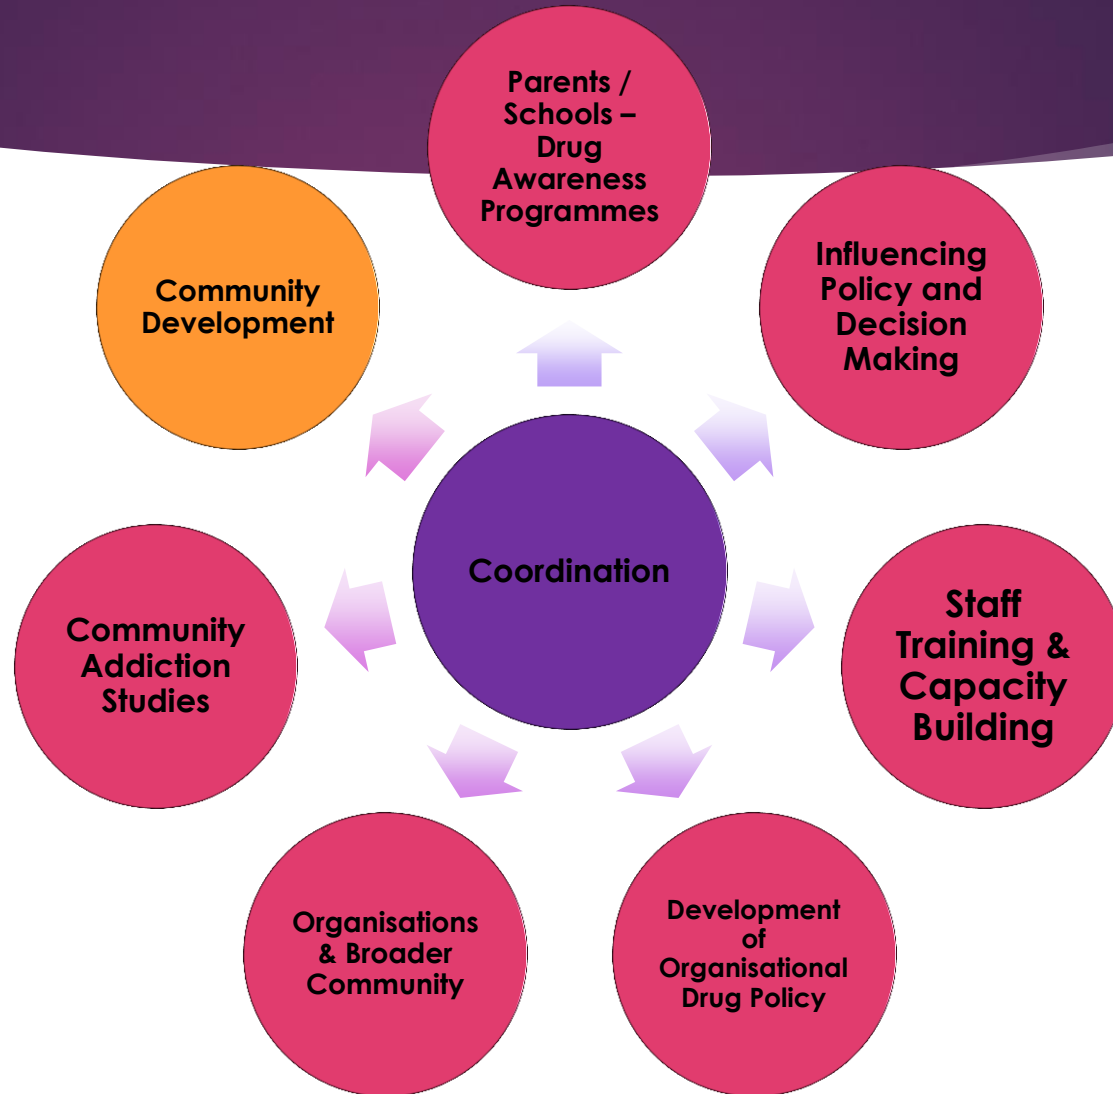 Parents /
Schools –
Drug
Awareness
Programmes
Influencing
Policy and
Decision
Making
Community
Development
Coordination
Staff
Training &
Capacity
Building
Community
Addiction
Studies
Development
of
Organisational
Drug Policy
Organisations
& Broader
Community